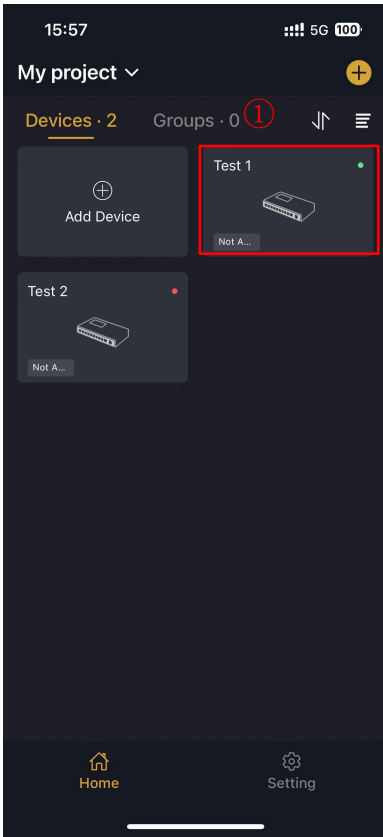 15:57 5G 100
My project
Devices · 2 Groups · 0 ①
Add Device
Test 1
Not A...
Test 2
Not A...
Home Setting